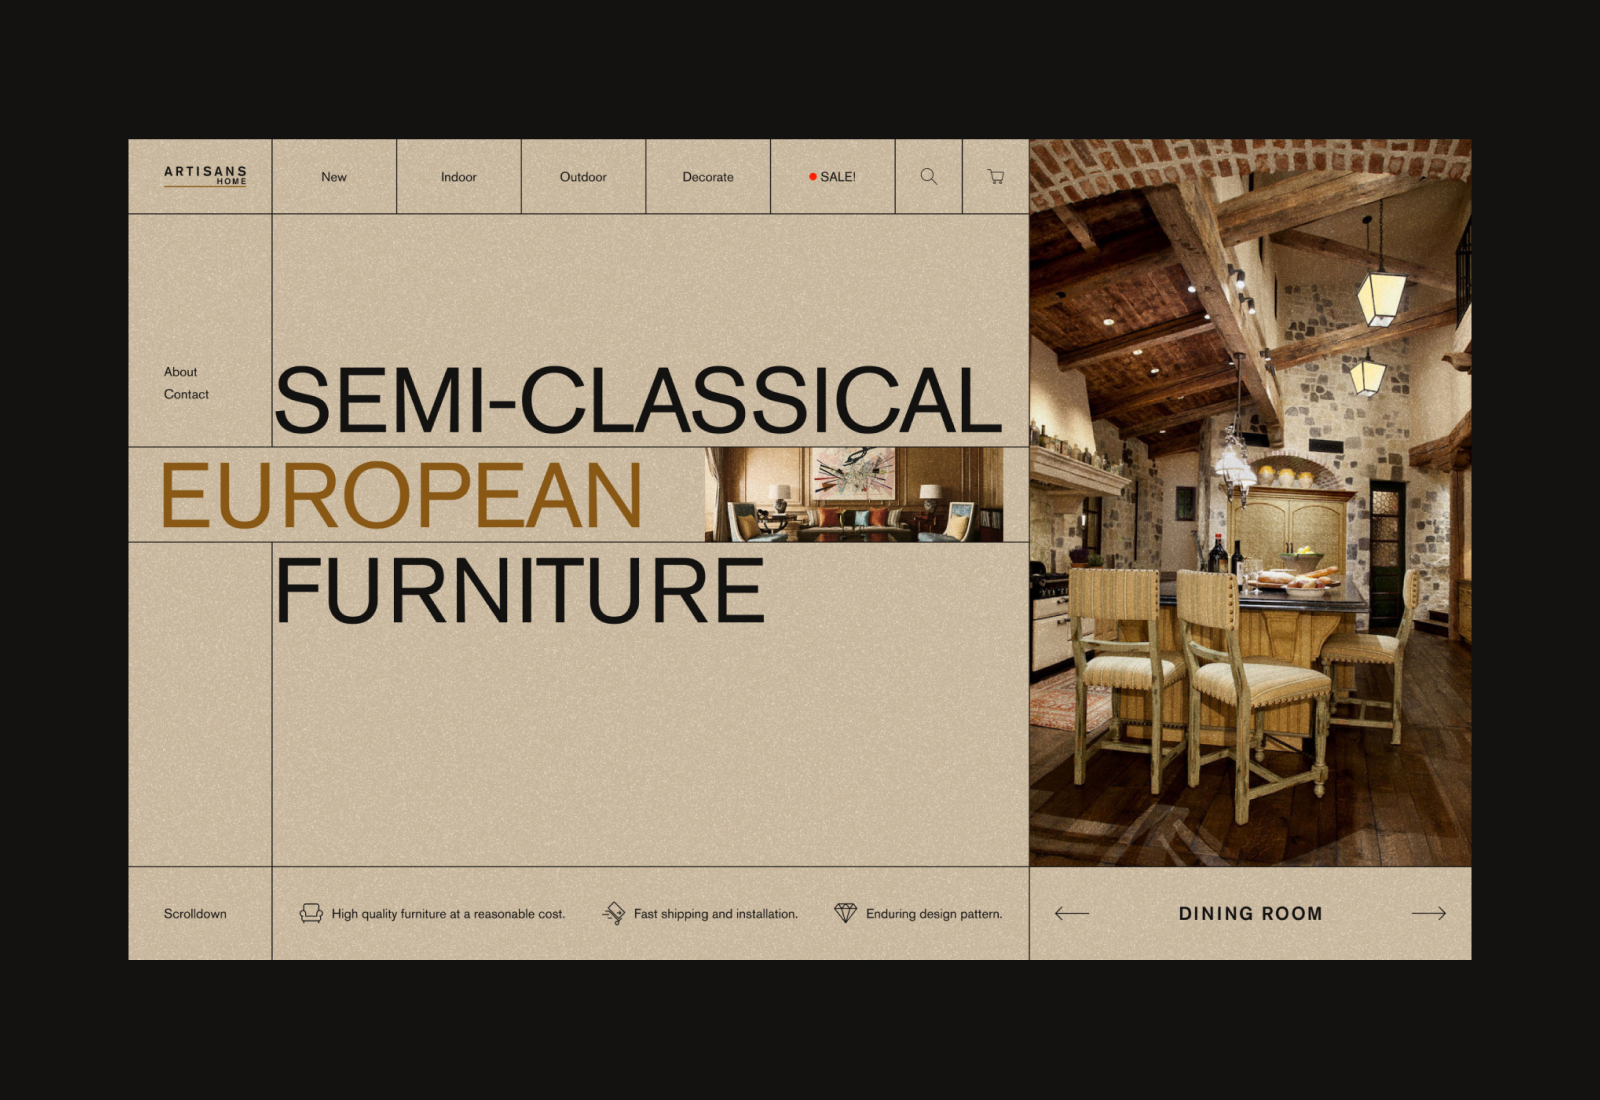 ARTISANS
HOME
New
Indoor
Outdoor
Decorate
SALE!
About
Contact
SEMI-CLASSICAL
EUROPEAN
FURNITURE
Scrolldown
High quality furniture at a reasonable cost.
Fast shipping and installation.
Enduring design pattern.
DINING ROOM